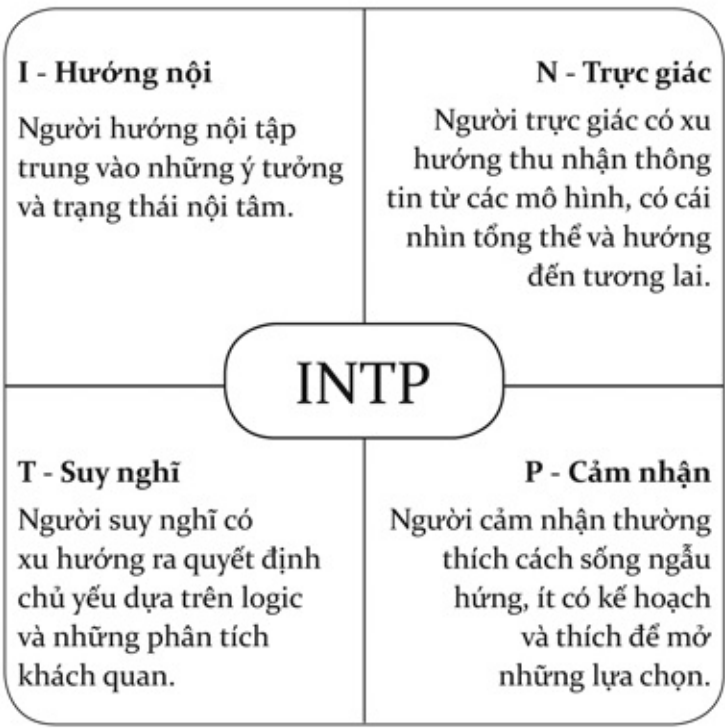 I - Hướng nội
Người hướng nội tập
trung vào những ý tưởng
và trạng thái nội tâm.
N - Trực giác
Người trực giác có xu
hướng thu nhận thông
tin từ các mô hình, có cái
nhìn tổng thể và hướng
đến tương lai.
INTP
T - Suy nghĩ
Người suy nghĩ có
xu hướng ra quyết định
chủ yếu dựa trên logic
và những phân tích
khách quan.
P - Cảm nhận
Người cảm nhận thường
thích cách sống ngẫu
hứng, ít có kế hoạch
và thích để mở
những lựa chọn.